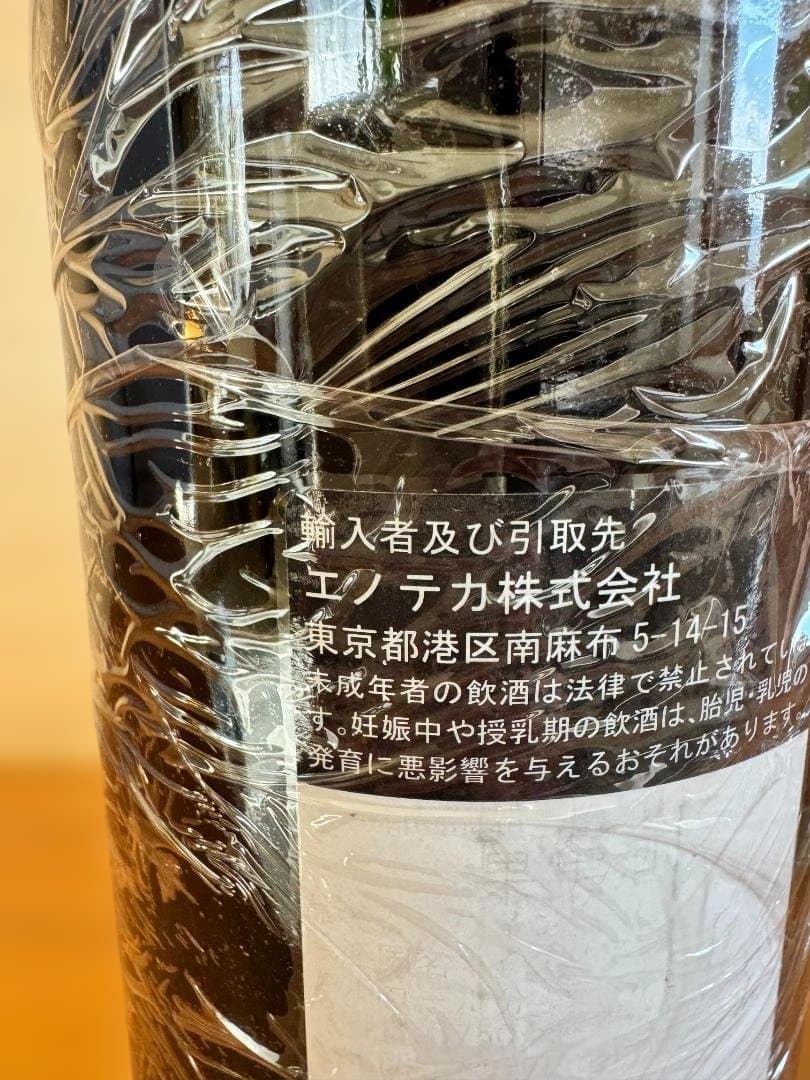 輸入者及び引取先
エノテカ株式会社
東京都港区南麻布5-14-15
未成年者の飲酒は法律で禁止されていま
す。妊娠中や授乳期の飲酒は、胎児・乳児の
発育に悪影響を与えるおそれがあります。